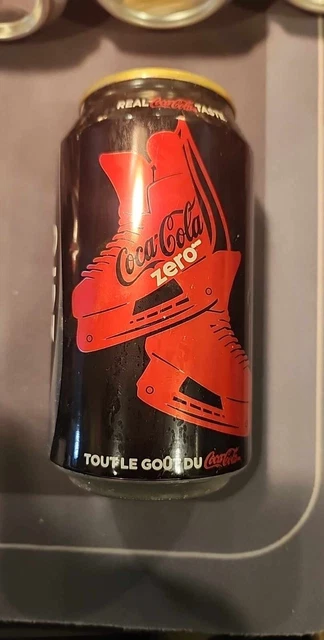 REAL Coca-Cola TASTE
Coca-Cola
zero
TOUT LE GOÛT DU Coca-Cola